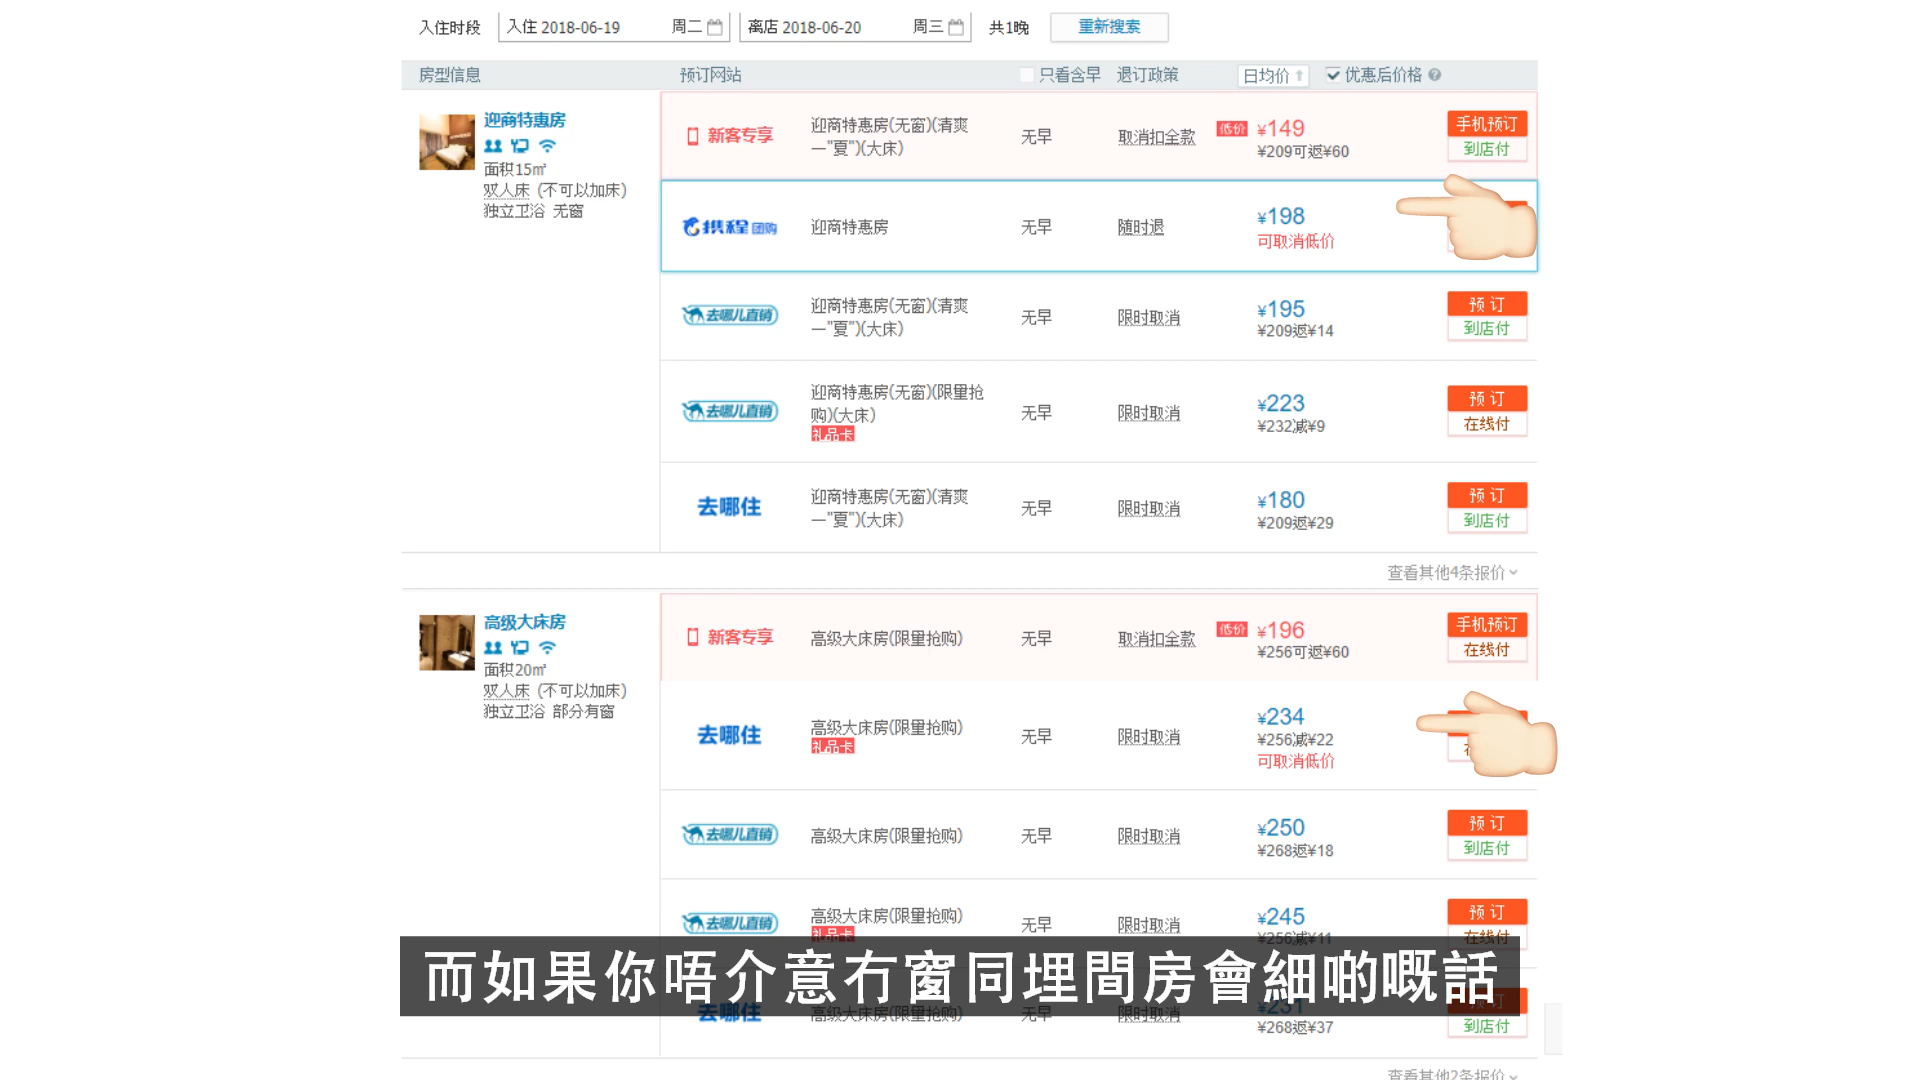 入住时段 入住 2018-06-19 周二 离店 2018-06-20 周三 共1晚 重新搜索
房型信息 预订网站 只看含早 退订政策 日均价 优惠后价格
迎商特惠房
面积15㎡
双人床 (不可以加床)
独立卫浴 无窗
新客专享 迎商特惠房(无窗)(清爽一"夏")(大床) 无早 取消扣全款 低价 ¥149 手机预订
¥209可返¥60 到店付
携程团购 迎商特惠房 无早 随时退 ¥198
可取消低价
去哪儿直销 迎商特惠房(无窗)(清爽一"夏")(大床) 无早 限时取消 ¥195 预 订
¥209返¥14 到店付
去哪儿直销 迎商特惠房(无窗)(限量抢购)(大床) 无早 限时取消 ¥223 预 订
礼品卡 ¥232减¥9 在线付
去哪住 迎商特惠房(无窗)(清爽一"夏")(大床) 无早 限时取消 ¥180 预 订
¥209返¥29 到店付
查看其他4条报价
高级大床房
面积20㎡
双人床 (不可以加床)
独立卫浴 部分有窗
新客专享 高级大床房(限量抢购) 无早 取消扣全款 低价 ¥196 手机预订
¥256可返¥60 在线付
去哪住 高级大床房(限量抢购) 无早 限时取消 ¥234
礼品卡 ¥256减¥22
可取消低价
去哪儿直销 高级大床房(限量抢购) 无早 限时取消 ¥250 预 订
¥268返¥18 到店付
去哪儿直销 高级大床房(限量抢购) 无早 限时取消 ¥245 预 订
礼品卡 ¥256减¥11 在线付
而如果你唔介意冇窗同埋間房會細啲嘅話
去哪住 高级大床房(限量抢购) 无早 限时取消 ¥231
¥268返¥37 到店付
查看其他2条报价